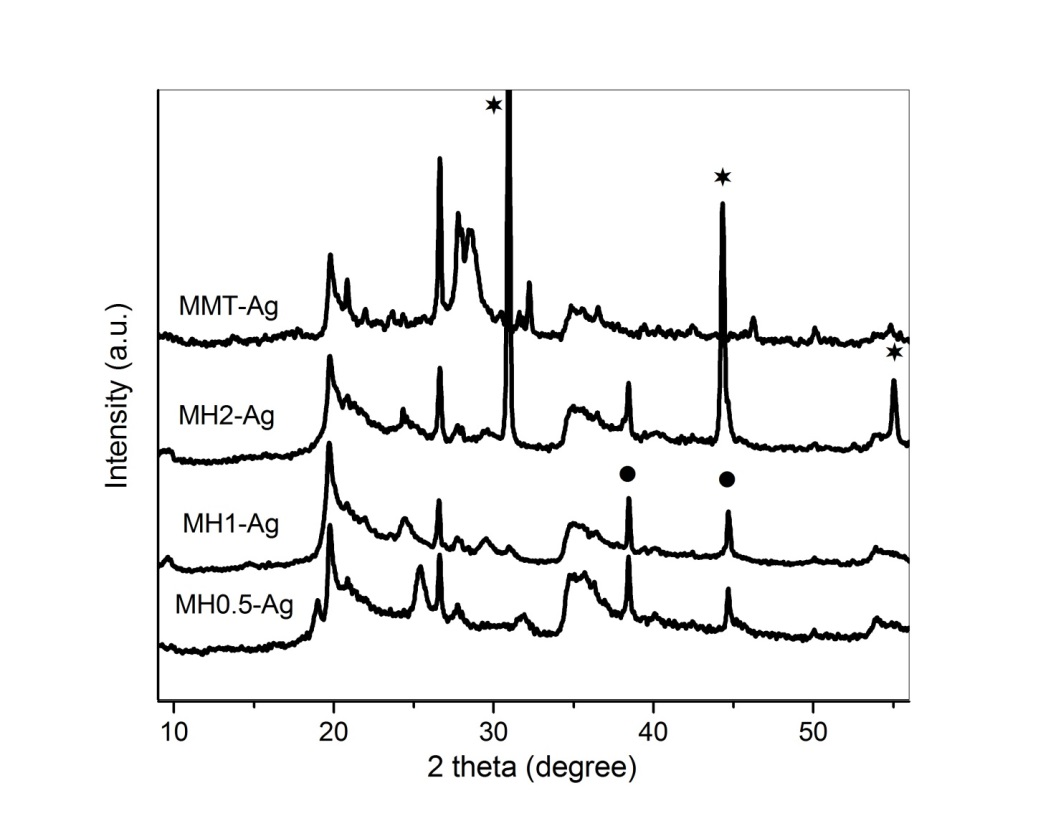 MMT-Ag
MH2-Ag
MH1-Ag
MH0.5-Ag
Intensity (a.u.)
10 20 30 40 50
2 theta (degree)